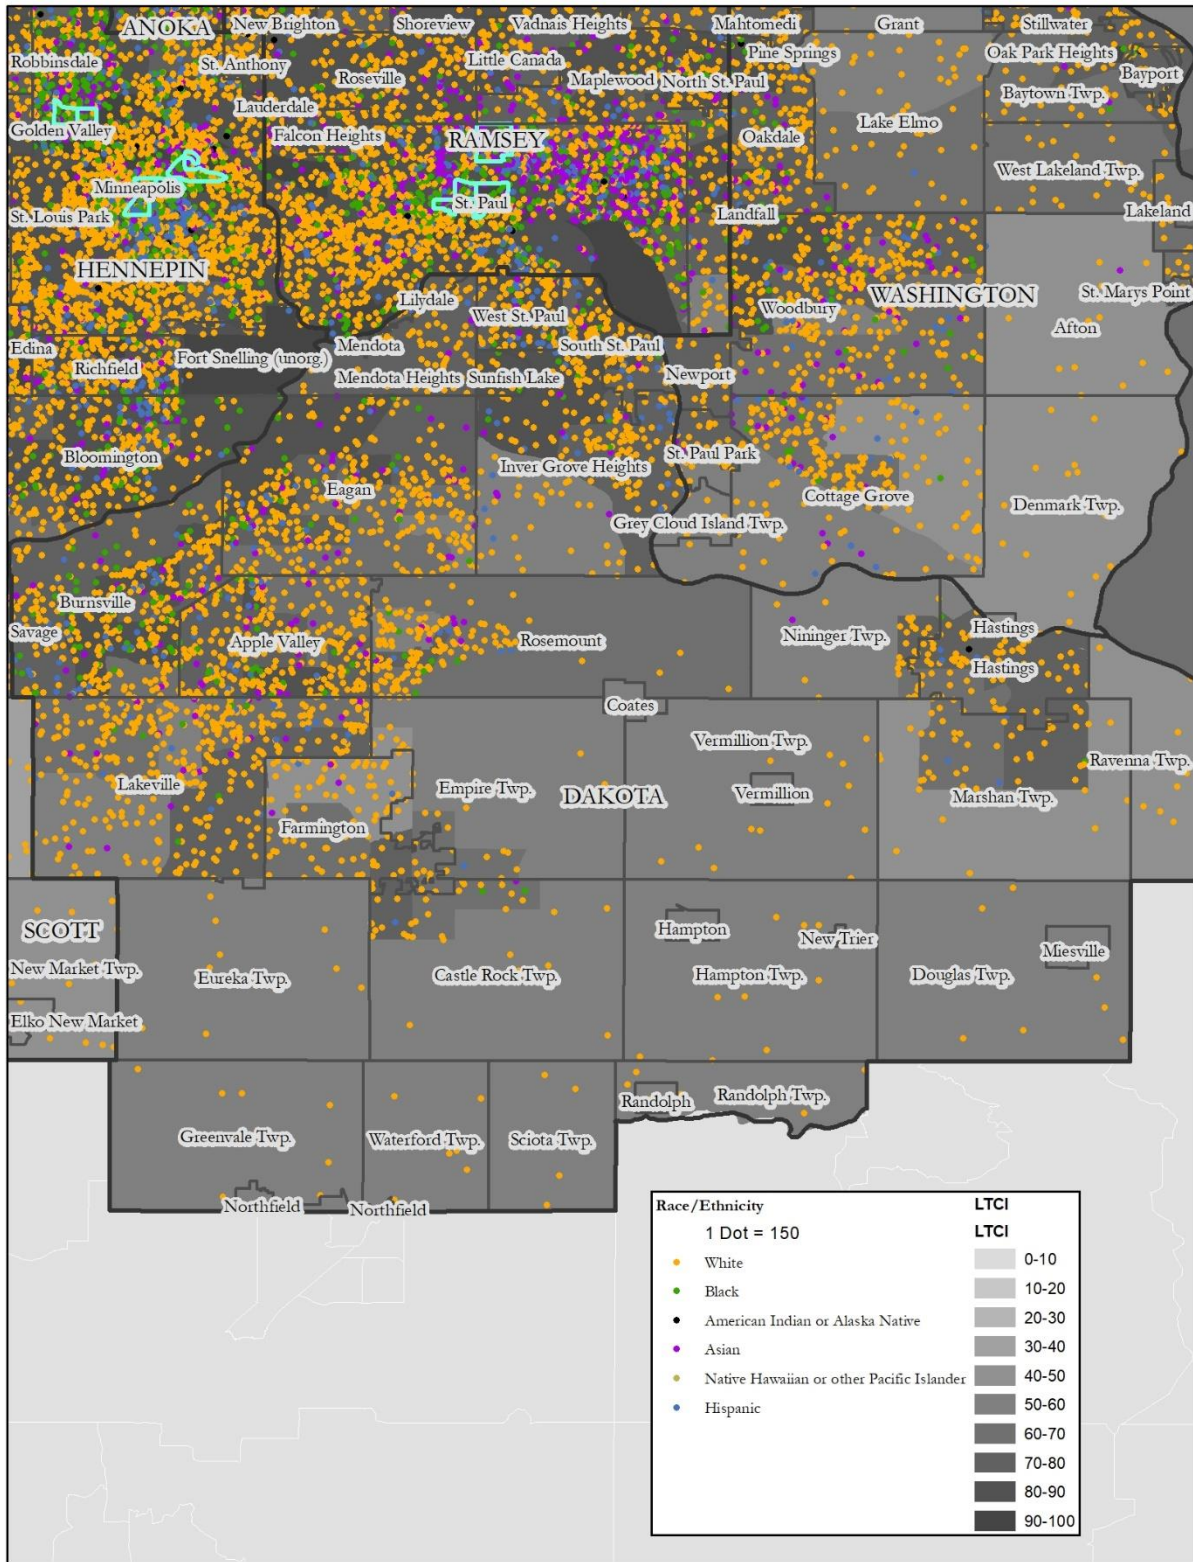 ANOKA
New Brighton
Shoreview
Vadnais Heights
Mahtomedi
Grant
Stillwater
Robbinsdale
St. Anthony
Roseville
Little Canada
Pine Springs
Oak Park Heights
Maplewood
North St. Paul
Bayport
Baytown Twp.
Lauderdale
Golden Valley
Falcon Heights
RAMSEY
Oakdale
Lake Elmo
West Lakeland Twp.
Minneapolis
St. Louis Park
St. Paul
Landfall
Lakeland
HENNEPIN
Lilydale
West St. Paul
Woodbury
WASHINGTON
St. Marys Point
Afton
Edina
Richfield
Fort Snelling (unorg.)
Mendota
South St. Paul
Mendota Heights
Sunfish Lake
Newport
Bloomington
Eagan
Inver Grove Heights
St. Paul Park
Cottage Grove
Denmark Twp.
Grey Cloud Island Twp.
Burnsville
Savage
Apple Valley
Rosemount
Nininger Twp.
Hastings
Hastings
Coates
Vermillion Twp.
Ravenna Twp.
Lakeville
Empire Twp.
DAKOTA
Vermillion
Marshan Twp.
Farmington
SCOTT
New Market Twp.
Eureka Twp.
Castle Rock Twp.
Hampton
New Trier
Hampton Twp.
Douglas Twp.
Miesville
Elko New Market
Randolph
Randolph Twp.
Greenvale Twp.
Waterford Twp.
Sciota Twp.
Northfield
Northfield
Race/Ethnicity
1 Dot = 150
White
Black
American Indian or Alaska Native
Asian
Native Hawaiian or other Pacific Islander
Hispanic
LTCI
LTCI
0-10
10-20
20-30
30-40
40-50
50-60
60-70
70-80
80-90
90-100